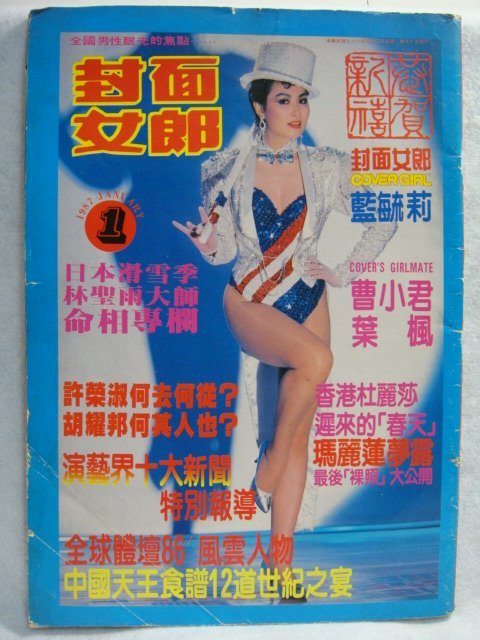 全國男性眼光的焦點
封面
女郎
恭賀
新禧
封面女郎
COVER GIRL
藍毓莉
1987 JANUARY
1
日本滑雪季
林聖雨大師
命相專欄
COVER'S GIRLMATE
曹小君
葉楓
許榮淑何去何從?
胡耀邦何其人也?
演藝界十大新聞
特別報導
香港杜麗莎
遲來的「春天」
瑪麗蓮夢露
最後「裸照」大公開
全球體壇86'風雲人物
中國天王食譜12道世紀之宴